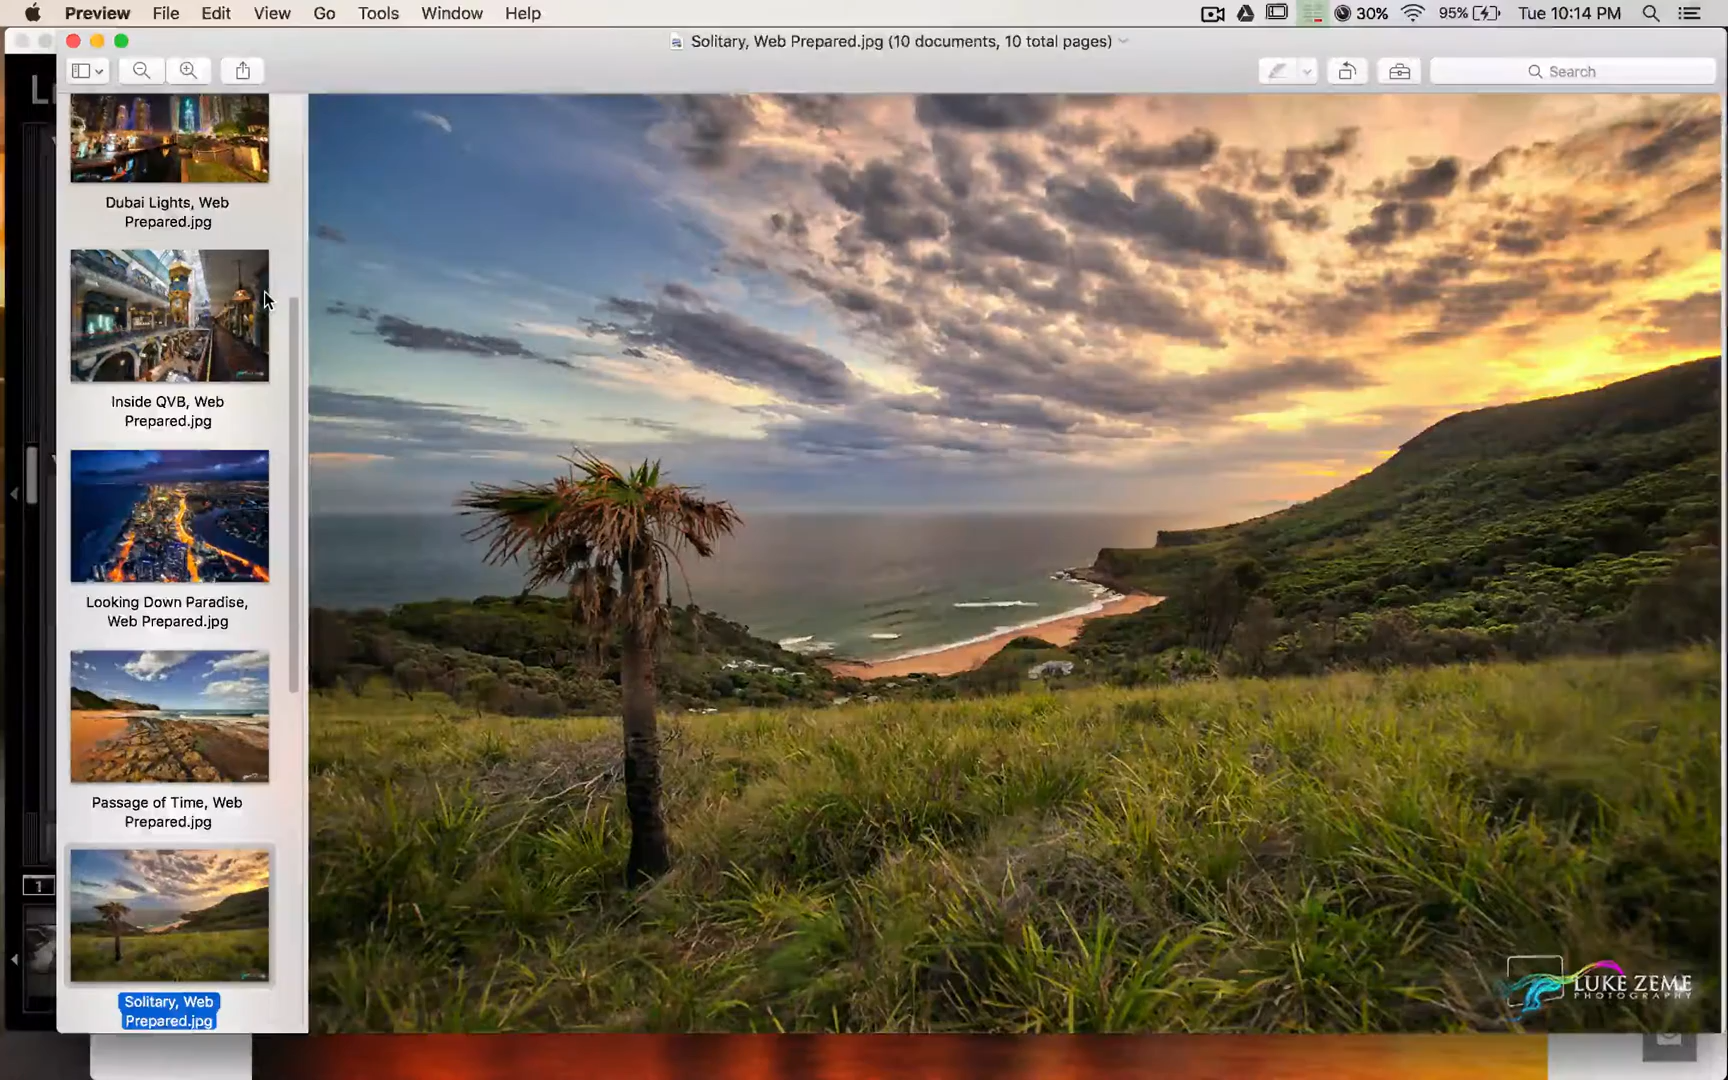 Preview File Edit View Go Tools Window Help 30% 95% Tue 10:14 PM
Solitary, Web Prepared.jpg (10 documents, 10 total pages)
Search
Dubai Lights, Web
Prepared.jpg
Inside QVB, Web
Prepared.jpg
Looking Down Paradise,
Web Prepared.jpg
Passage of Time, Web
Prepared.jpg
1
Solitary, Web
Prepared.jpg
LUKE ZEME
PHOTOGRAPHY